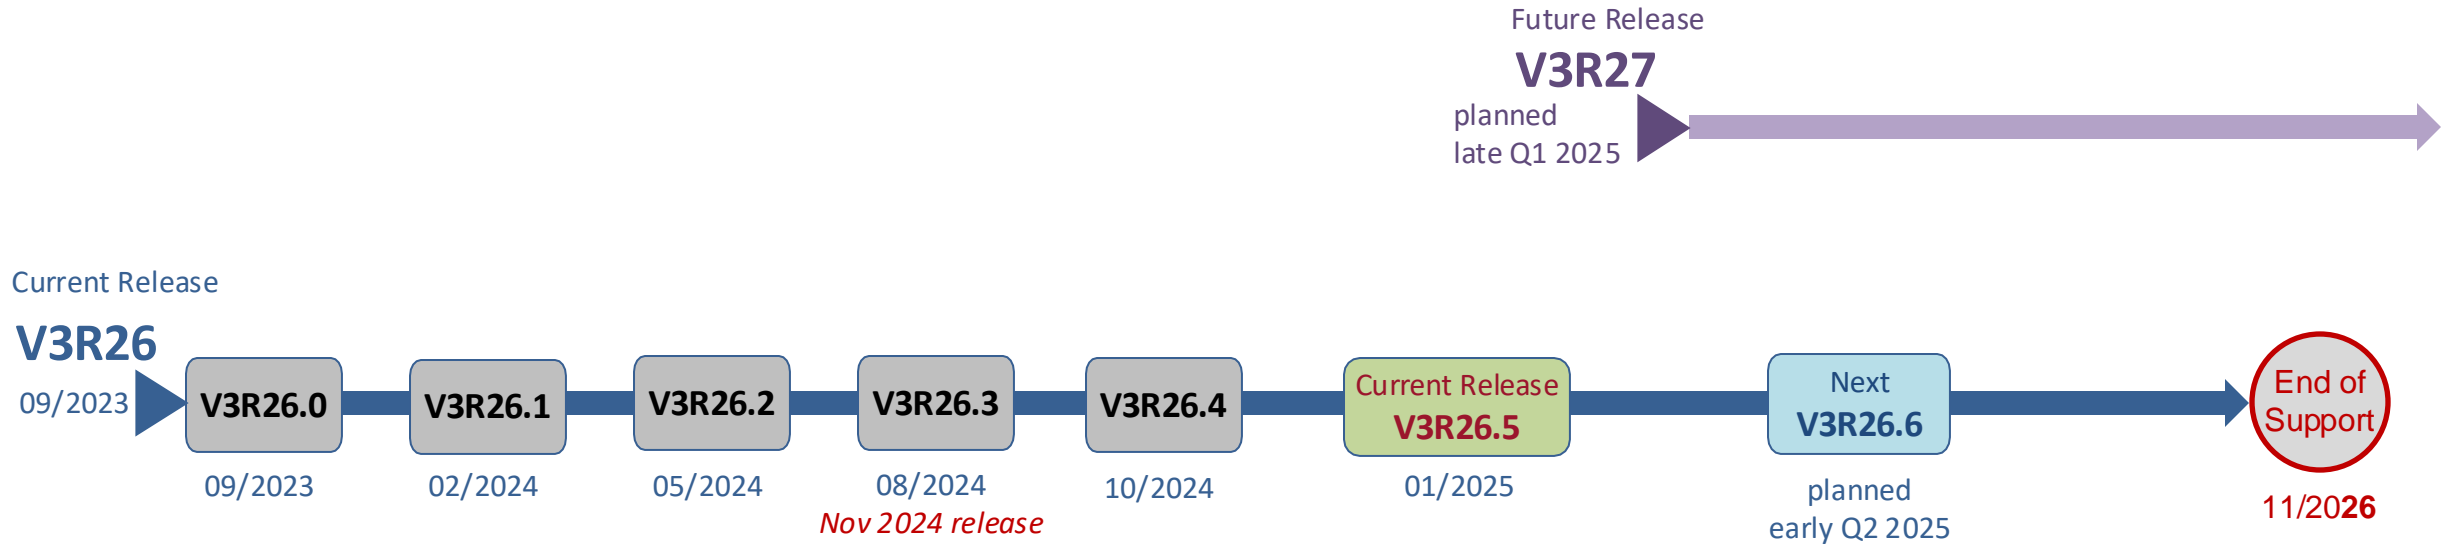 Future Release
V3R27
planned
late Q1 2025
Current Release
V3R26
09/2023
V3R26.0
09/2023
V3R26.1
02/2024
V3R26.2
05/2024
V3R26.3
08/2024
Nov 2024 release
V3R26.4
10/2024
Current Release
V3R26.5
01/2025
Next
V3R26.6
planned
early Q2 2025
End of
Support
11/2026